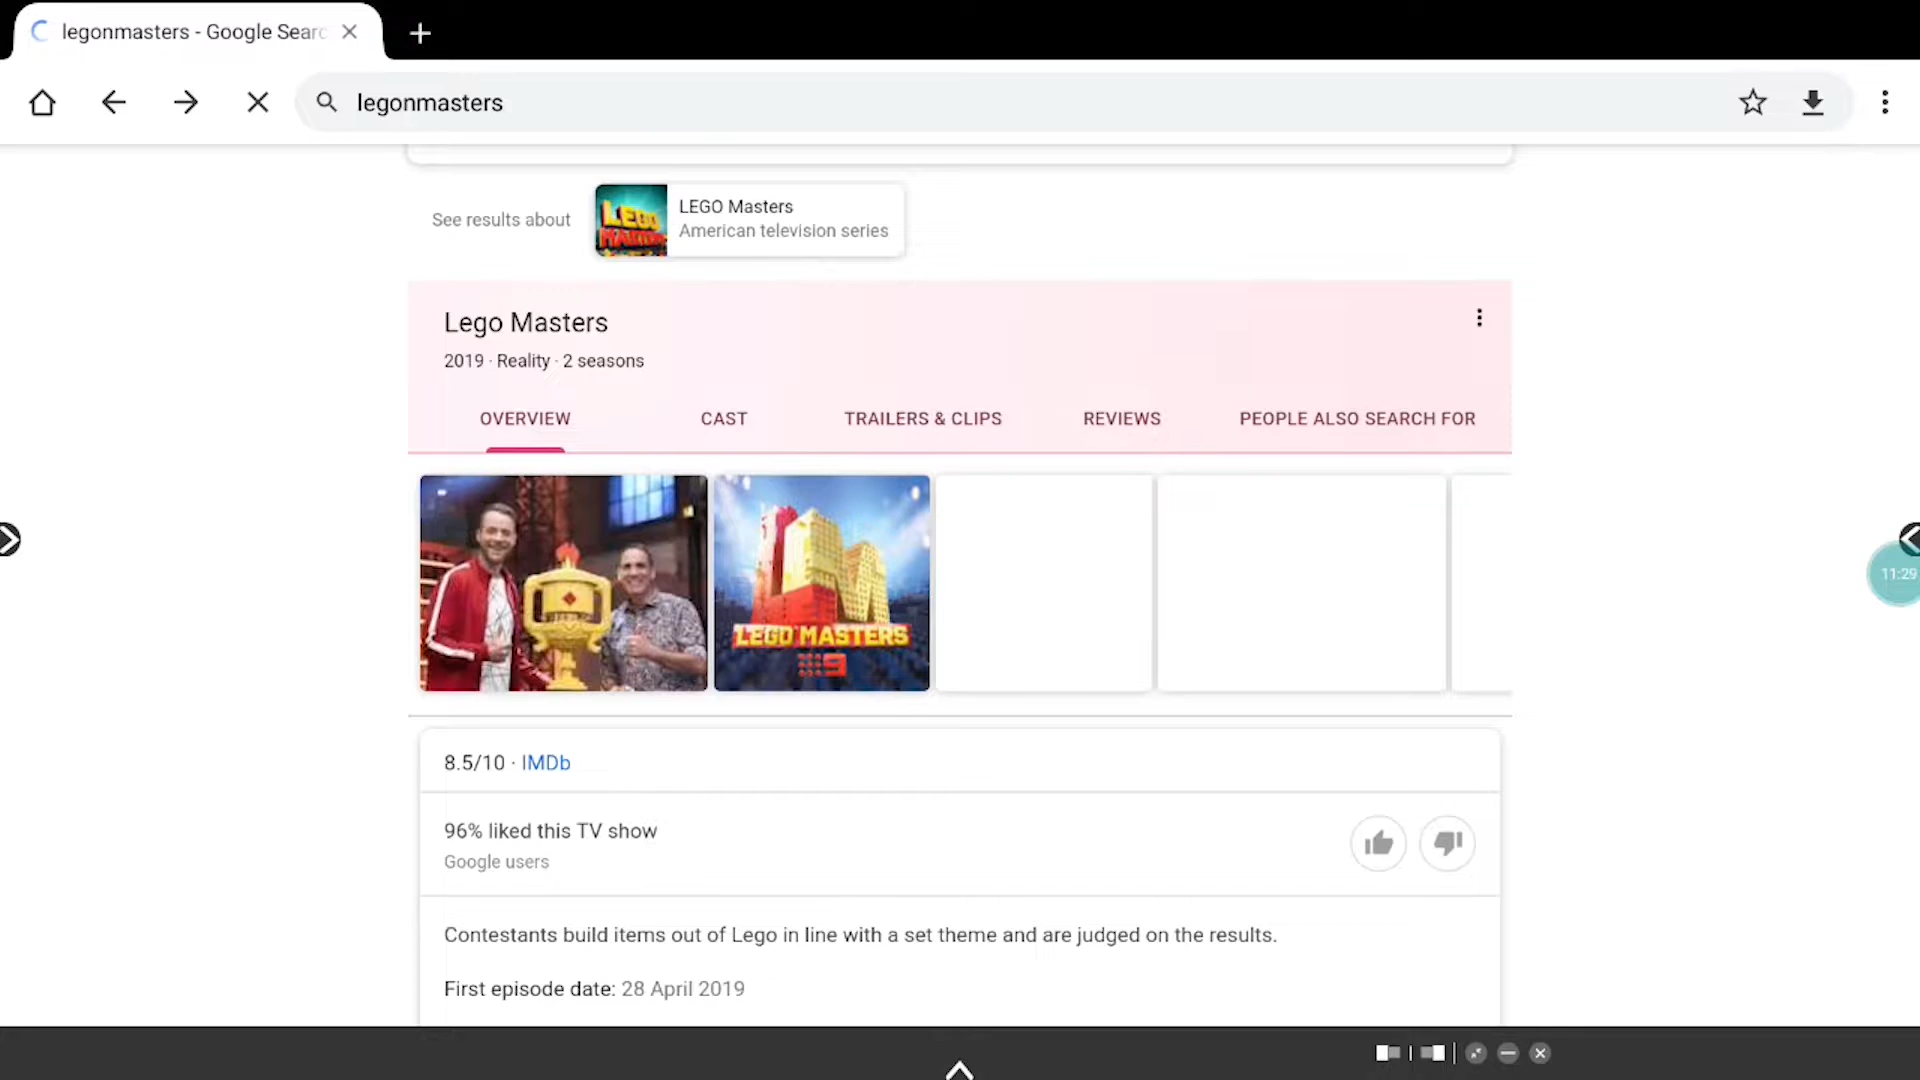 legonmasters - Google Searc
legonmasters
See results about
LEGO
MASTERS
LEGO Masters
American television series
Lego Masters
2019 · Reality · 2 seasons
OVERVIEW
CAST
TRAILERS & CLIPS
REVIEWS
PEOPLE ALSO SEARCH FOR
LEGO MASTERS
9
11:29
8.5/10 · IMDb
96% liked this TV show
Google users
Contestants build items out of Lego in line with a set theme and are judged on the results.
First episode date: 28 April 2019